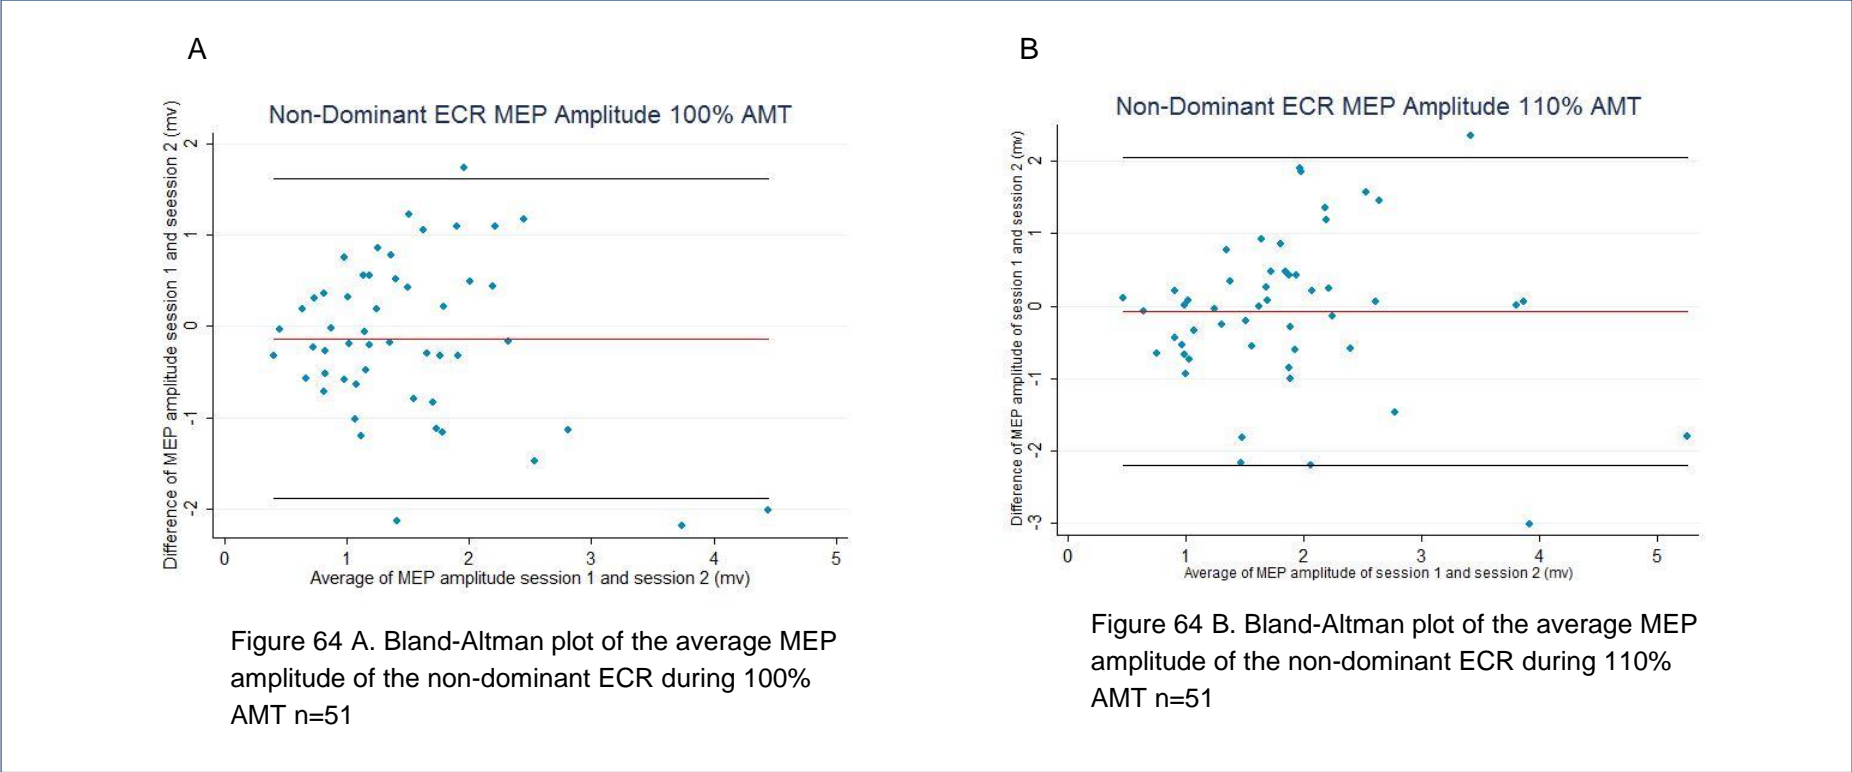 A
B
Non-Dominant ECR MEP Amplitude 100% AMT
Difference of MEP amplitude session 1 and seession 2 (mv)
2
1
0
-1
-2
0 1 2 3 4 5
Average of MEP amplitude session 1 and session 2 (mv)
Figure 64 A. Bland-Altman plot of the average MEP
amplitude of the non-dominant ECR during 100%
AMT n=51
Non-Dominant ECR MEP Amplitude 110% AMT
Difference of MEP amplitude of session 1 and session 2 (mv)
2
1
0
-1
-2
-3
0 1 2 3 4 5
Average of MEP amplitude of session 1 and session 2 (mv)
Figure 64 B. Bland-Altman plot of the average MEP
amplitude of the non-dominant ECR during 110%
AMT n=51